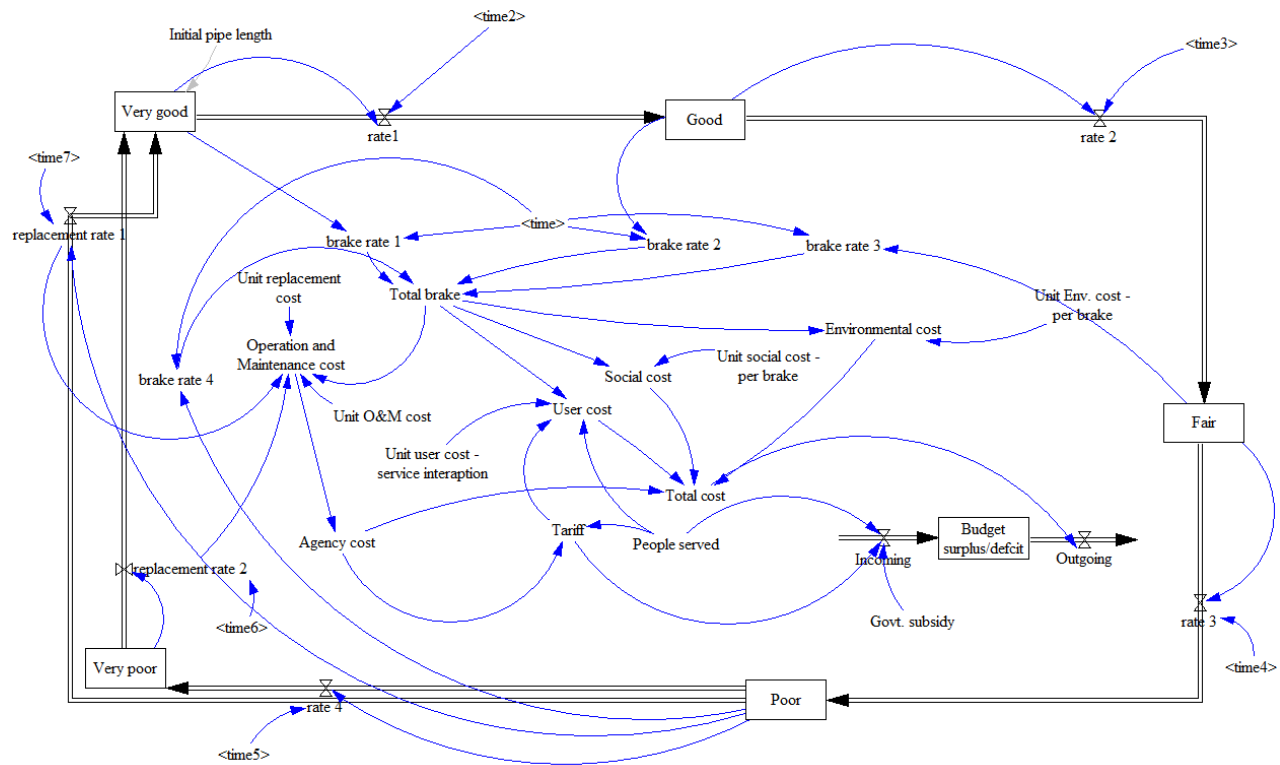 <time2>
Initial pipe length
<time3>
Very good
Good
rate1
rate 2
<time7>
<time>
replacement rate 1
brake rate 1
brake rate 2
brake rate 3
Unit replacement
cost
Total brake
Unit Env. cost -
per brake
Environmental cost
Operation and
Maintenance cost
Unit social cost -
per brake
brake rate 4
Social cost
User cost
Unit O&M cost
Fair
Unit user cost -
service interaption
Total cost
Tariff
Agency cost
People served
Budget
surplus/defcit
Incoming
Outgoing
replacement rate 2
Govt. subsidy
rate 3
<time6>
Very poor
<time4>
Poor
rate 4
<time5>